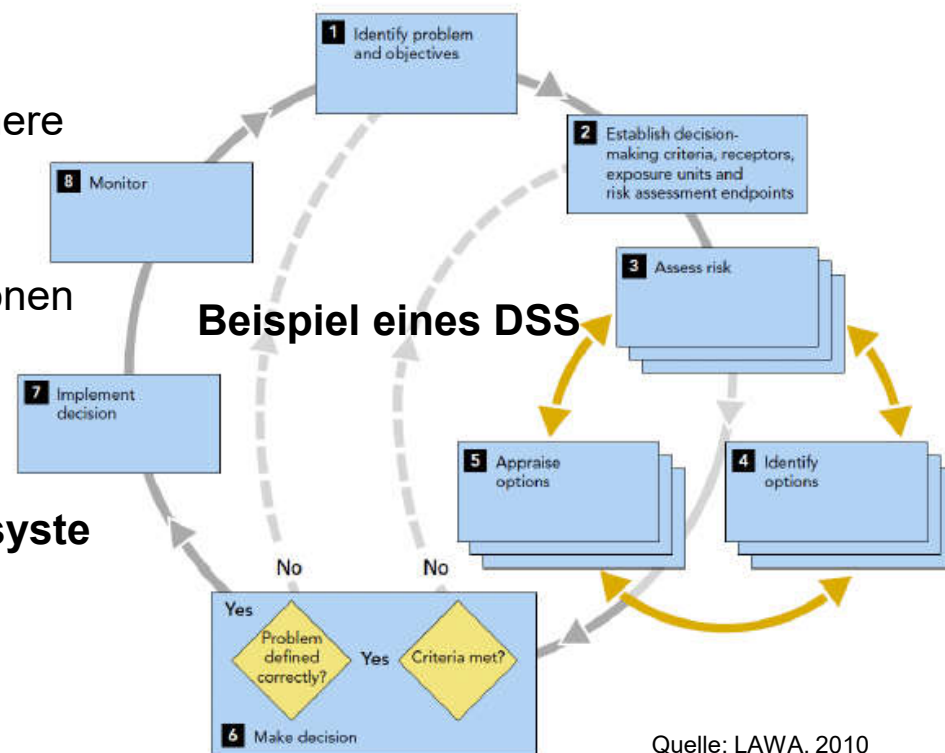 1 Identify problem
and objectives
ere
2 Establish decision-
making criteria, receptors,
exposure units and
risk assessment endpoints
8 Monitor
3 Assess risk
onen
Beispiel eines DSS
7 Implement
decision
5 Appraise
options
4 Identify
options
syste
No
No
Yes
Problem
defined
correctly?
Yes
Criteria met?
6 Make decision
Quelle: LAWA, 2010